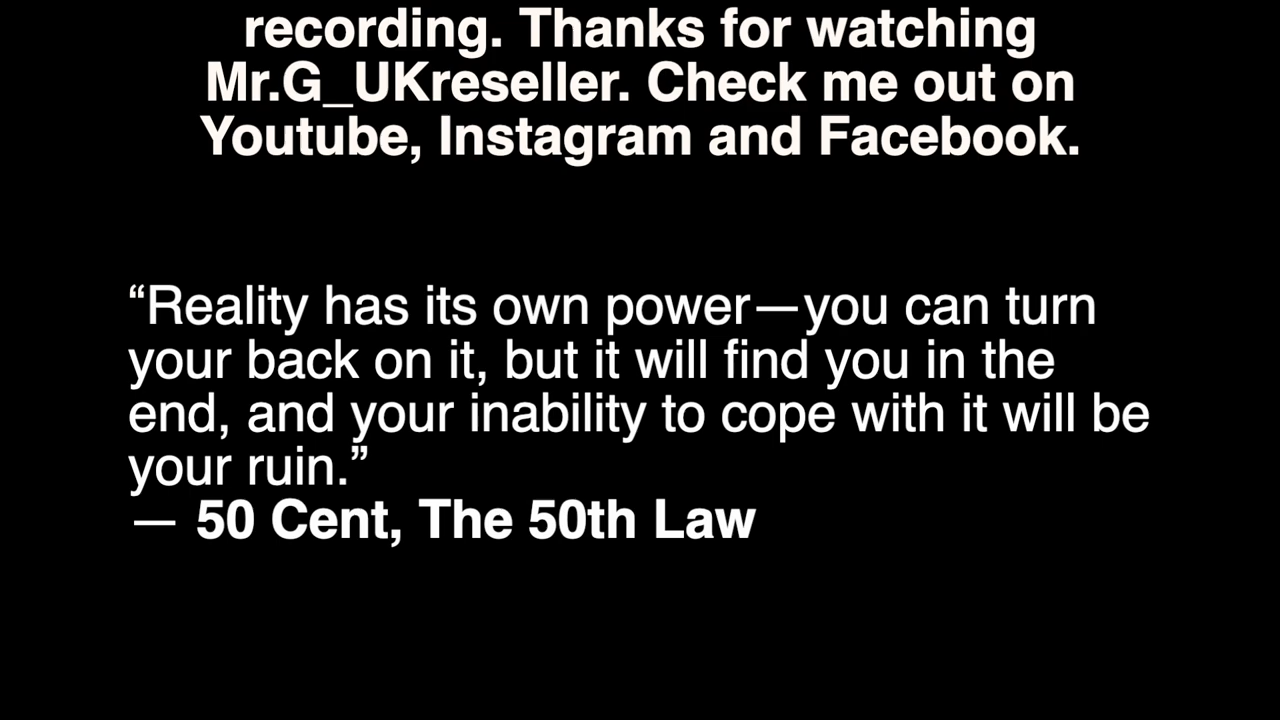 recording. Thanks for watching
Mr.G_UKreseller. Check me out on
Youtube, Instagram and Facebook.
“Reality has its own power—you can turn
your back on it, but it will find you in the
end, and your inability to cope with it will be
your ruin.”
— 50 Cent, The 50th Law